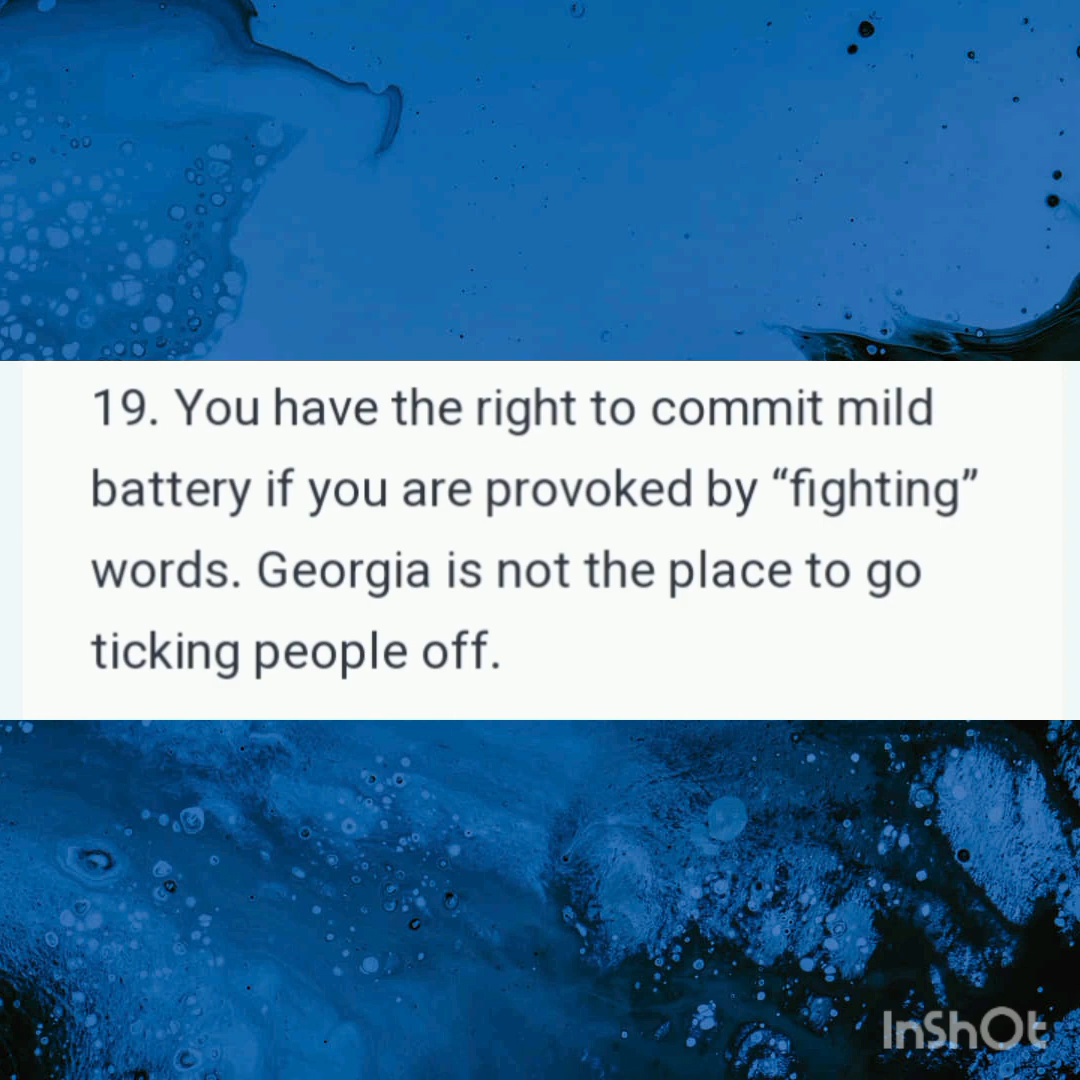 19. You have the right to commit mild
battery if you are provoked by “fighting”
words. Georgia is not the place to go
ticking people off.
InShOt